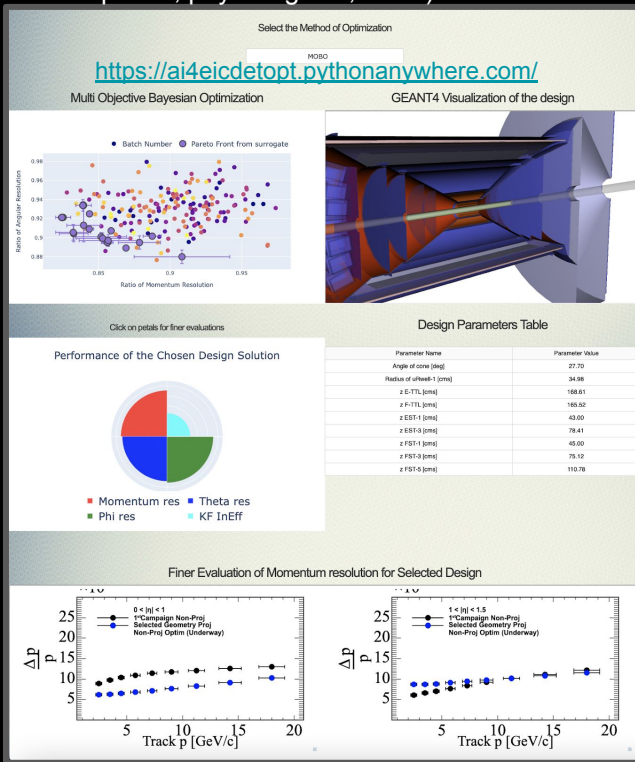 Select the Method of Optimization
MOBO
https://ai4eicdetopt.pythonanywhere.com/
Multi Objective Bayesian Optimization
GEANT4 Visualization of the design
Batch Number
Pareto Front from surrogate
Ratio of Angular Resolution
0.98
0.96
0.94
0.92
0.9
0.88
0.85
0.9
0.95
Ratio of Momentum Resolution
Click on petals for finer evaluations
Design Parameters Table
Performance of the Chosen Design Solution
Momentum res
Theta res
Phi res
KF InEff
Parameter Name Parameter Value
Angle of cone [deg] 27.70
Radius of uRwell-1 [cms] 34.98
z E-TTL [cms] 168.61
z F-TTL [cms] 165.52
z EST-1 [cms] 43.00
z EST-3 [cms] 78.41
z FST-1 [cms] 45.00
z FST-3 [cms] 75.12
z FST-5 [cms] 110.78
Finer Evaluation of Momentum resolution for Selected Design
0 < |η| < 1
1ˢᵗCampaign Non-Proj
Selected Geometry Proj
Non-Proj Optim (Underway)
Δp
p
25
20
15
10
5
5
10
15
20
Track p [GeV/c]
1 < |η| < 1.5
1ˢᵗCampaign Non-Proj
Selected Geometry Proj
Non-Proj Optim (Underway)
Δp
p
25
20
15
10
5
5
10
15
20
Track p [GeV/c]